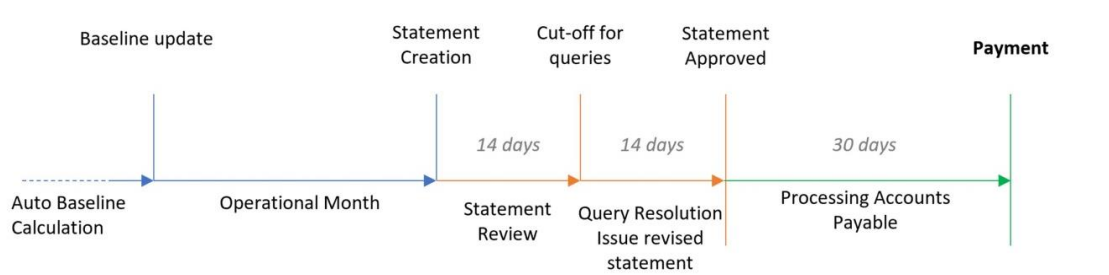 Baseline update
Statement
Creation
Cut-off for
queries
Statement
Approved
Payment
14 days
14 days
30 days
Auto Baseline
Calculation
Operational Month
Statement
Review
Query Resolution
Issue revised
statement
Processing Accounts
Payable